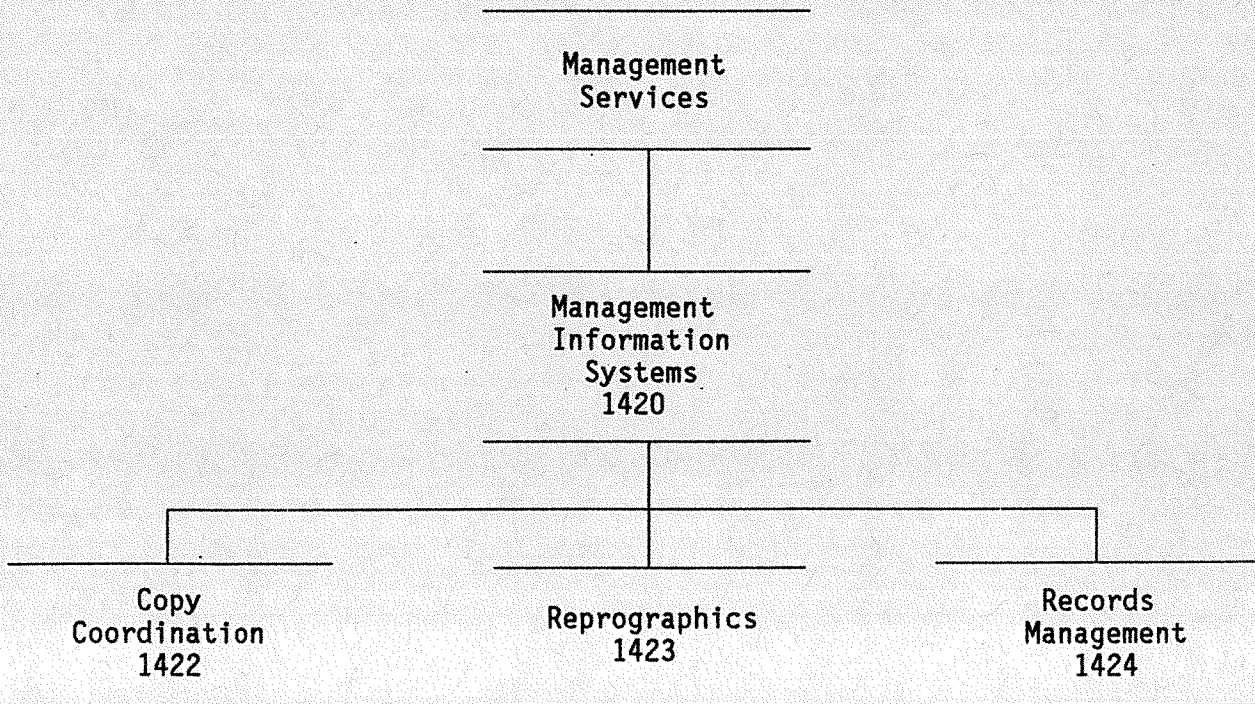 Management
Services
Management
Information
Systems
1420
Copy
Coordination
1422
Reprographics
1423
Records
Management
1424